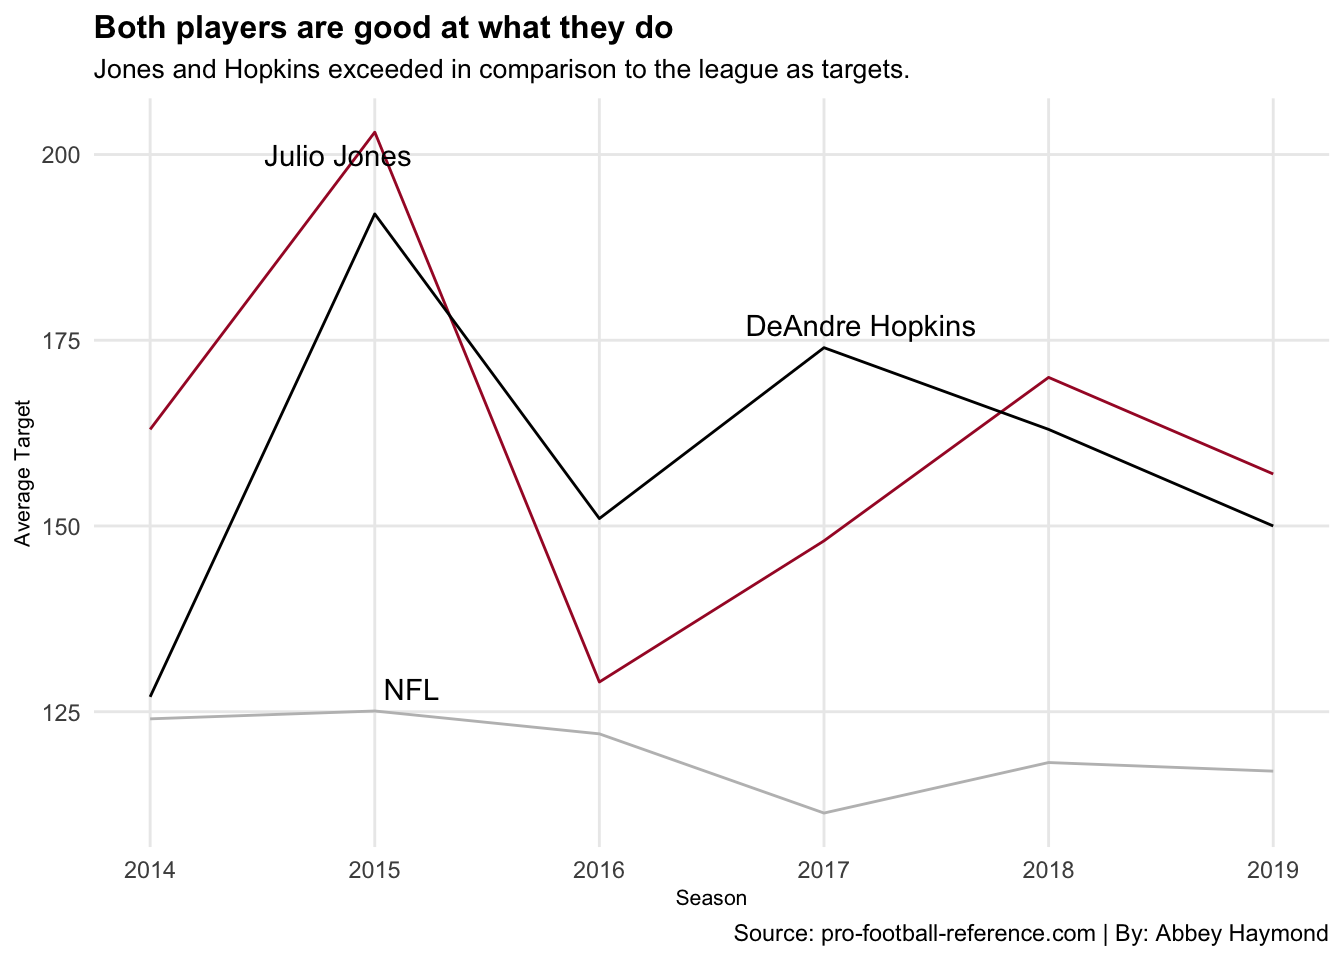 Both players are good at what they do
Jones and Hopkins exceeded in comparison to the league as targets.
Julio Jones
DeAndre Hopkins
NFL
Average Target
200
175
150
125
2014 2015 2016 2017 2018 2019
Season
Source: pro-football-reference.com | By: Abbey Haymond